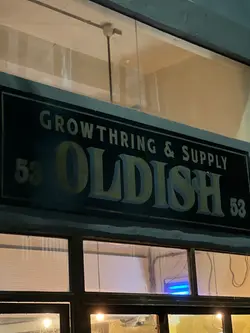 GROWTHRING & SUPPLY
53 OLDISH 53